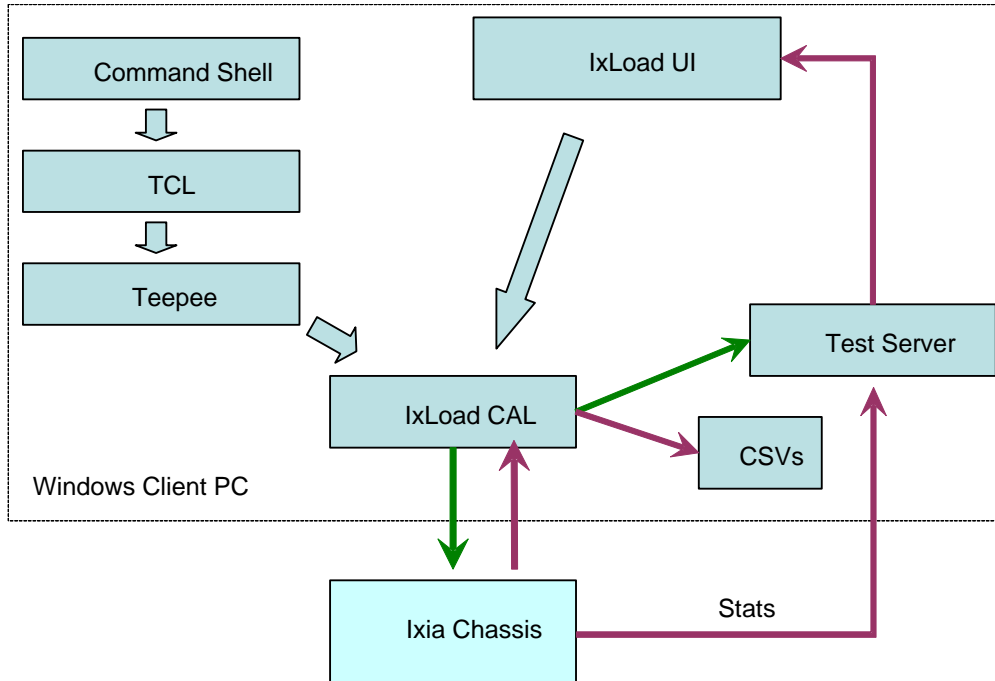 Command Shell
IxLoad UI
TCL
Teepee
Test Server
IxLoad CAL
CSVs
Windows Client PC
Ixia Chassis
Stats